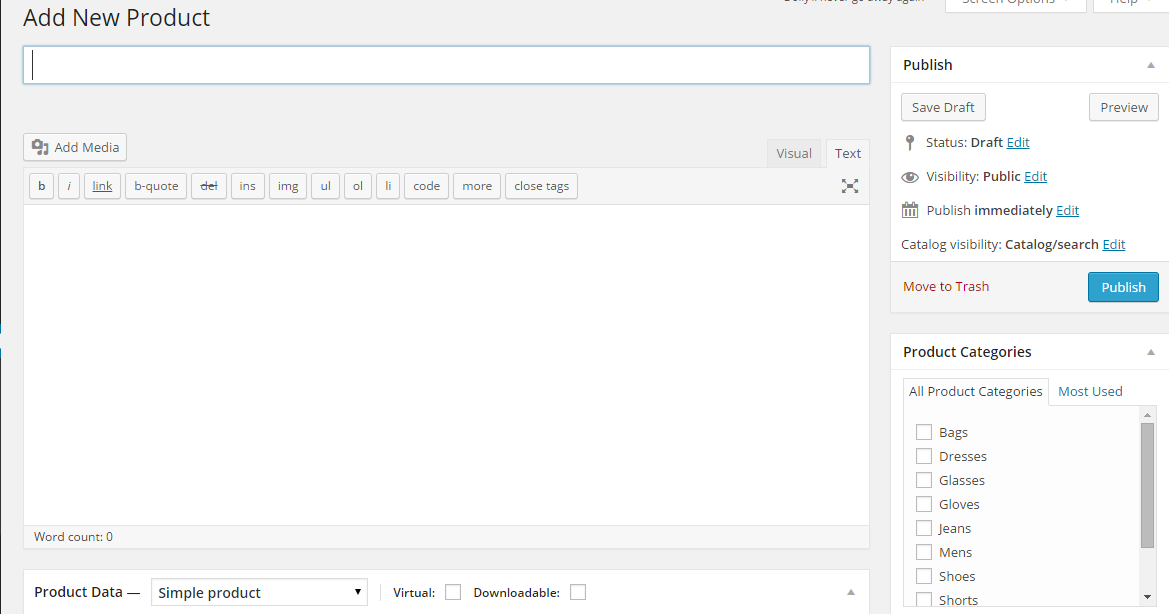 Add New Product
Screen Options
Help
Add Media
Visual
Text
b
i
link
b-quote
del
ins
img
ul
ol
li
code
more
close tags
Word count: 0
Product Data —
Simple product
Virtual:
Downloadable:
Publish
Save Draft
Preview
Status: Draft Edit
Visibility: Public Edit
Publish immediately Edit
Catalog visibility: Catalog/search Edit
Move to Trash
Publish
Product Categories
All Product Categories
Most Used
Bags
Dresses
Glasses
Gloves
Jeans
Mens
Shoes
Shorts